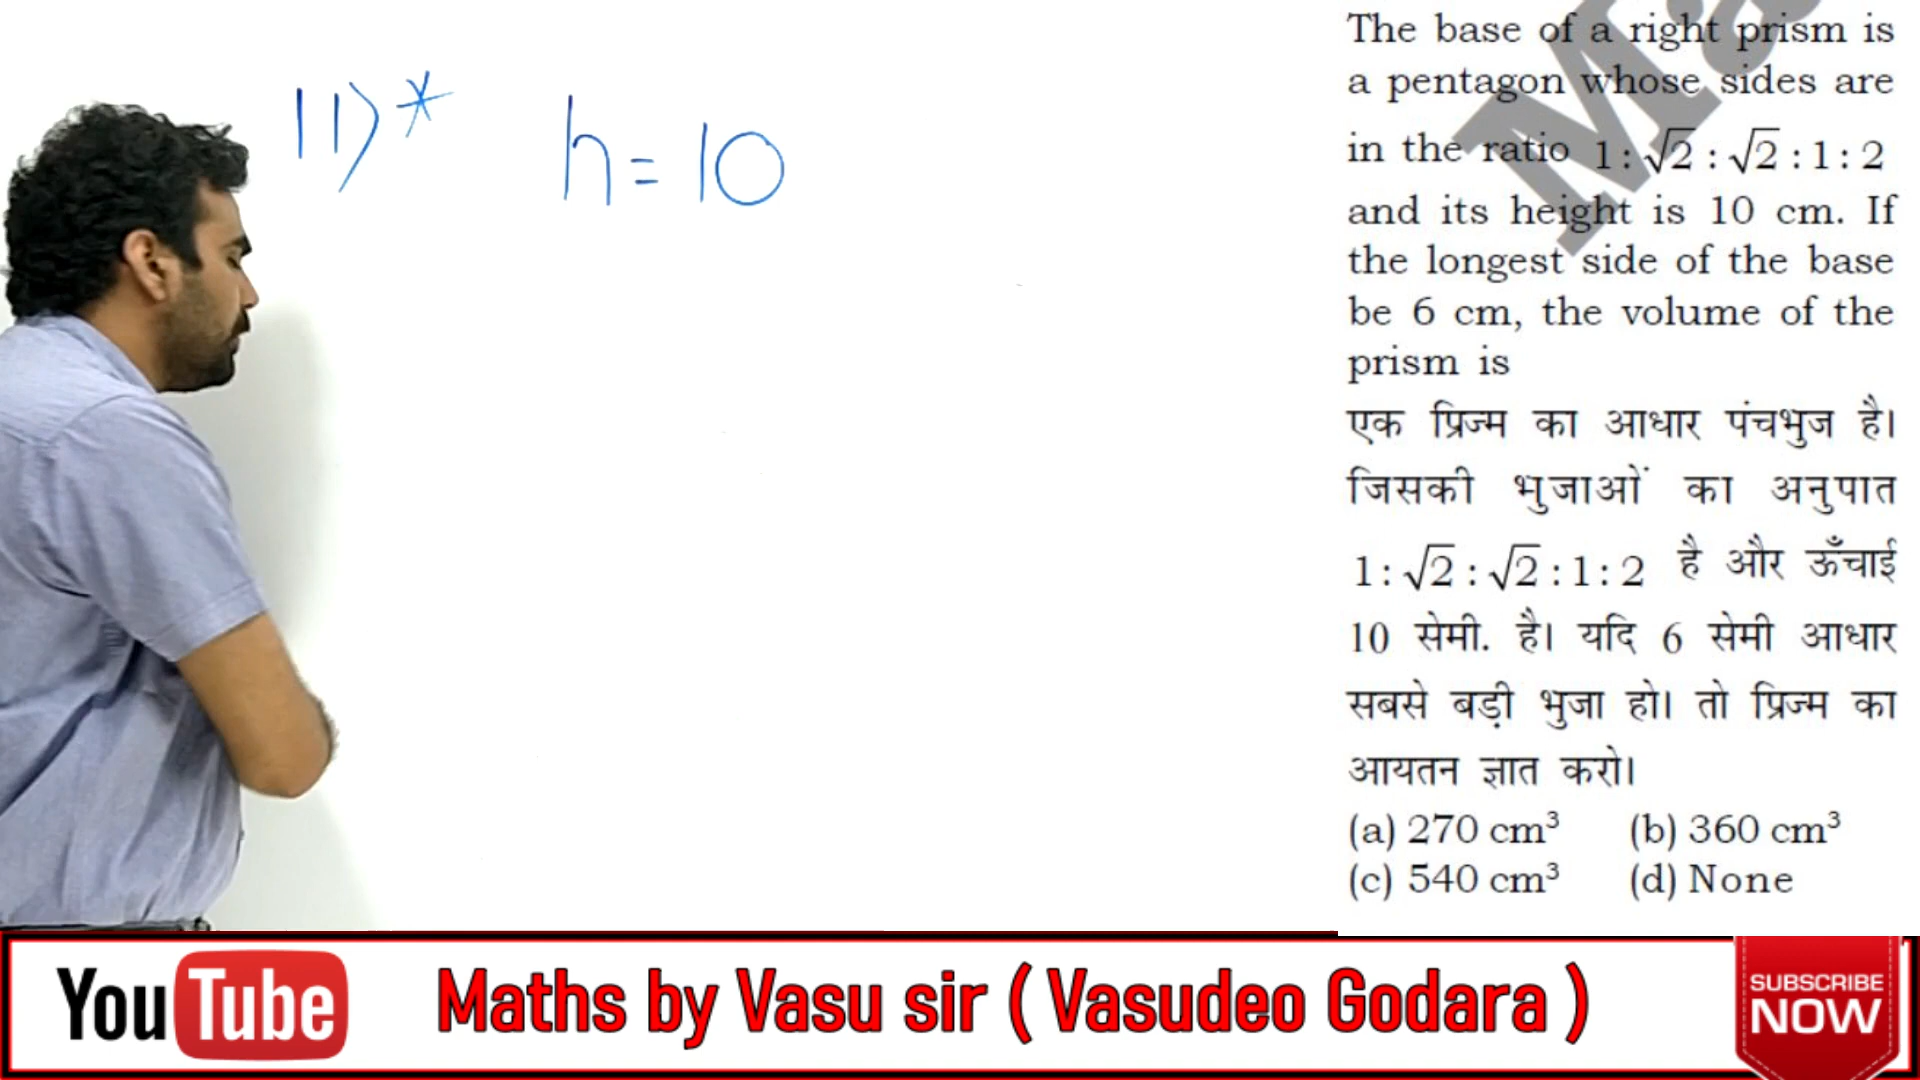 11)* h = 10
The base of a right prism is
a pentagon whose sides are
in the ratio 1 : √2 : √2 : 1 : 2
and its height is 10 cm. If
the longest side of the base
be 6 cm, the volume of the
prism is
एक प्रिज्म का आधार पंचभुज है।
जिसकी भुजाओं का अनुपात
1 : √2 : √2 : 1 : 2 है और ऊँचाई
10 सेमी. है। यदि 6 सेमी आधार
सबसे बड़ी भुजा हो। तो प्रिज्म का
आयतन ज्ञात करो।
(a) 270 cm³ (b) 360 cm³
(c) 540 cm³ (d) None
YouTube Maths by Vasu sir ( Vasudeo Godara )
SUBSCRIBE
NOW